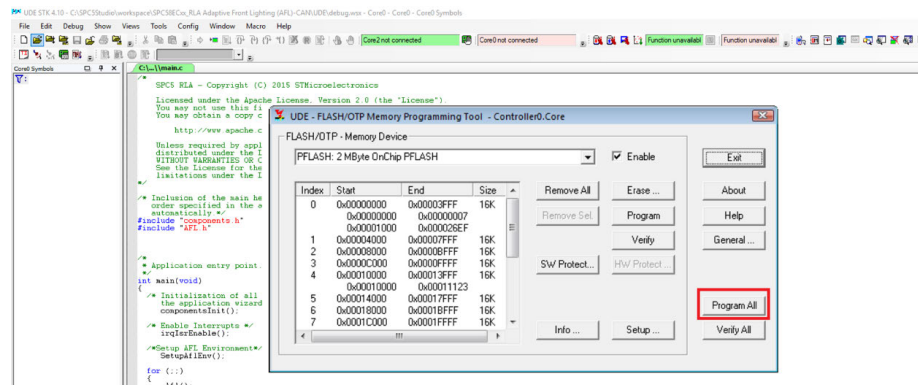 UDE STK 4.10 - C:\SPC5Studio\workspace\SPC560Cxx_RLA Adaptive Front Lighting (AFL)-CAN\UDE\debug.wsx - Core0 - Core0 - Core0 Symbols
File Edit Debug Show Views Tools Config Window Macro Help
Core2 not connected
Core0 not connected
Function unavailabl
Function unavailabl
Core0 Symbols
C:\...\main.c
/*
SPC5 RLA - Copyright (C) 2015 STMicroelectronics
Licensed under the Apache License, Version 2.0 (the "License").
You may not use this fi
You may obtain a copy c
http://www.apache.c
Unless required by appl
distributed under the L
WITHOUT WARRANTIES OR C
See the License for the
limitations under the L
*/
/* Inclusion of the main he
order specified in the a
automatically */
#include "components.h"
#include "AFL.h"
/*
* Application entry point.
*/
int main(void)
{
/* Initialization of all
the application wizard
componentsInit();
/* Enable Interrupts */
irqIsrEnable();
/*Setup AFL Environment*/
SetupAflEnv();
for (;;)
{
UDE - FLASH/OTP Memory Programming Tool - Controller0.Core
FLASH/OTP - Memory Device
PFLASH: 2 MByte OnChip PFLASH
Enable
Exit
Index Start End Size
0 0x00000000 0x00003FFF 16K
0x00000000 0x00000007
0x00001000 0x000026EF
1 0x00004000 0x00007FFF 16K
2 0x00008000 0x0000BFFF 16K
3 0x0000C000 0x0000FFFF 16K
4 0x00010000 0x00013FFF 16K
0x00010000 0x00011123
5 0x00014000 0x00017FFF 16K
6 0x00018000 0x0001BFFF 16K
7 0x0001C000 0x0001FFFF 16K
Remove All Erase ... About
Remove Sel. Program Help
Verify General ...
SW Protect... HW Protect ...
Program All
Info ... Setup ... Verify All